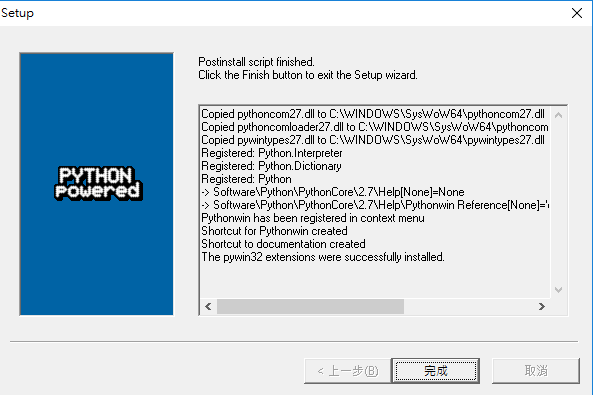 Setup
Postinstall script finished.
Click the Finish button to exit the Setup wizard.
PYTHON
powered
Copied pythoncom27.dll to C:\WINDOWS\SysWoW64\pythoncom27.dll
Copied pythoncomloader27.dll to C:\WINDOWS\SysWoW64\pythoncom
Copied pywintypes27.dll to C:\WINDOWS\SysWoW64\pywintypes27.dll
Registered: Python.Interpreter
Registered: Python.Dictionary
Registered: Python
-> Software\Python\PythonCore\2.7\Help[None]=None
-> Software\Python\PythonCore\2.7\Help\Pythonwin Reference[None]='
Pythonwin has been registered in context menu
Shortcut for Pythonwin created
Shortcut to documentation created
The pywin32 extensions were successfully installed.
< 上一步(B)
完成
取消